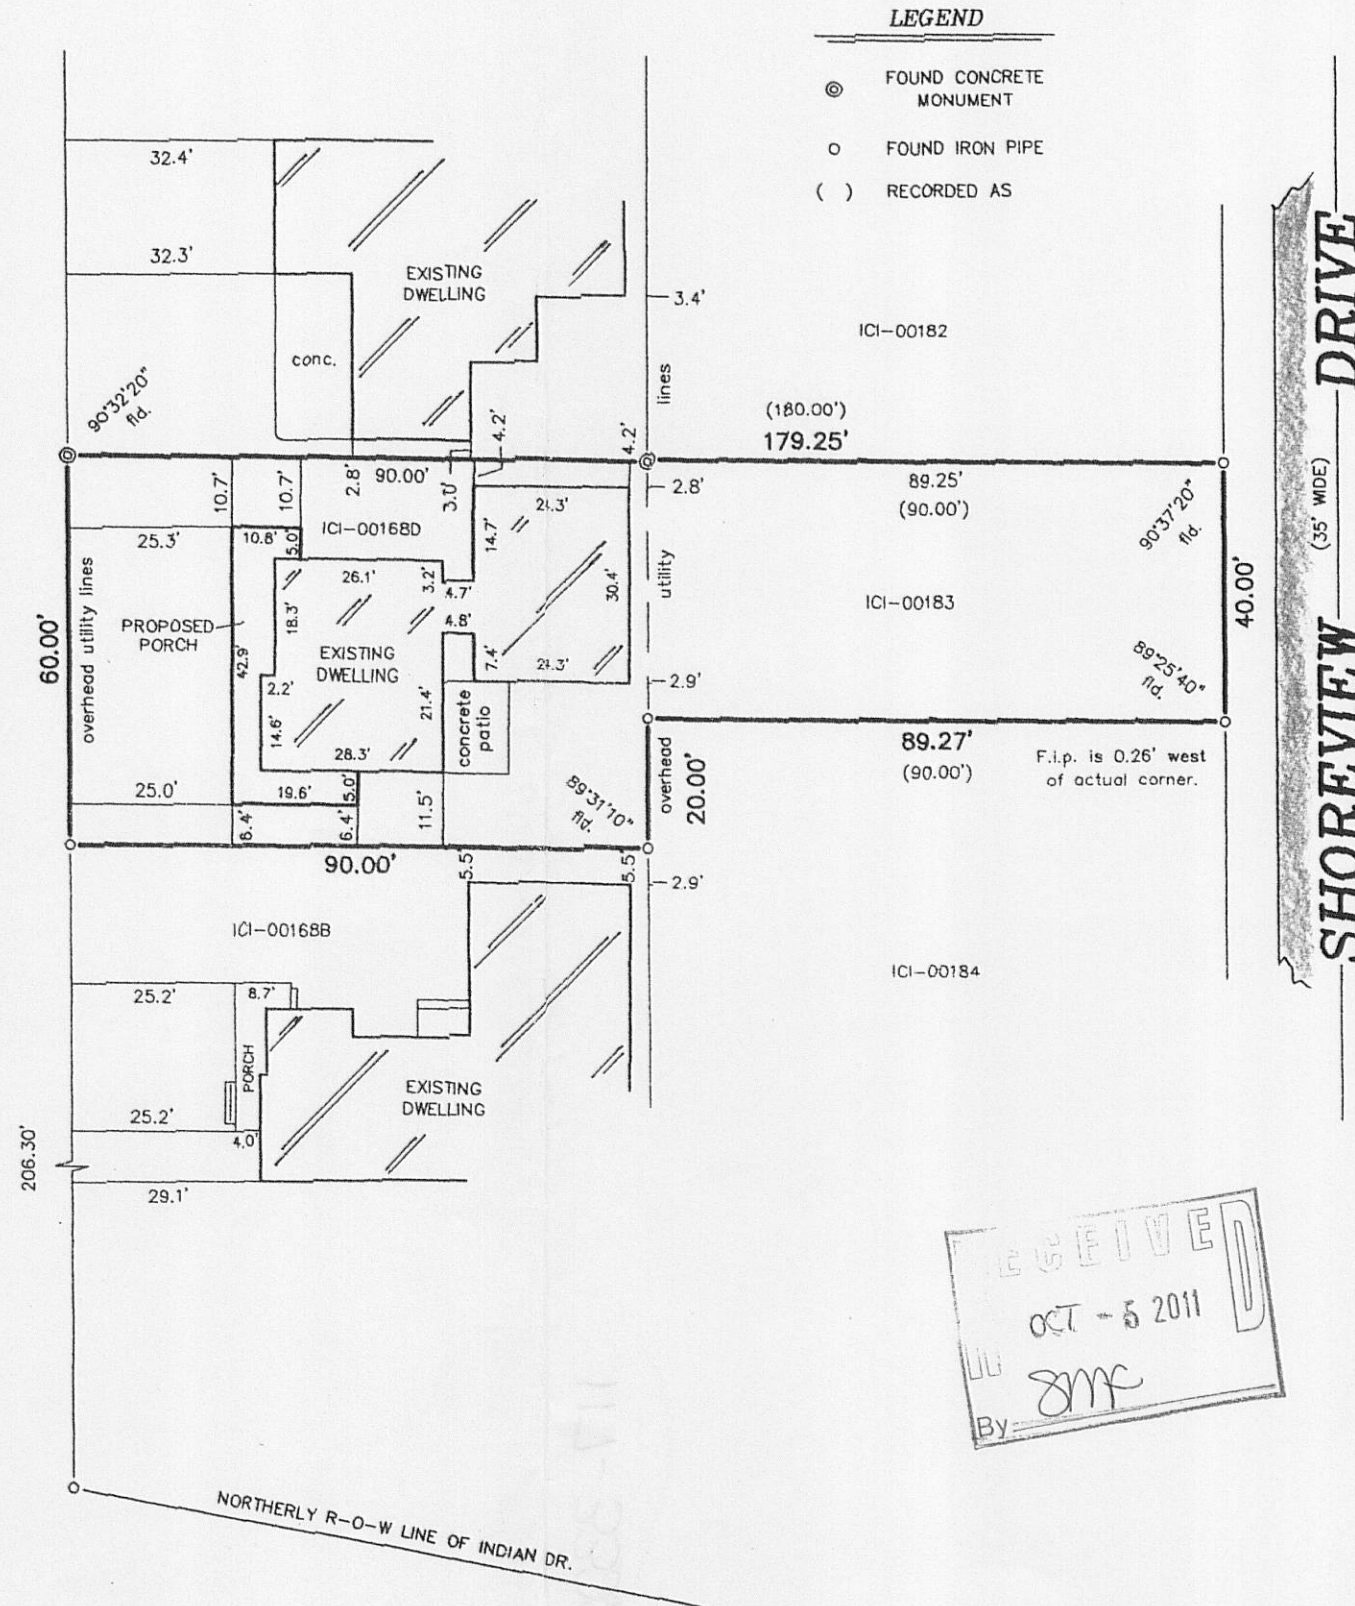 LEGEND
FOUND CONCRETE
MONUMENT
FOUND IRON PIPE
( ) RECORDED AS
32.4'
32.3'
EXISTING
DWELLING
conc.
3.4'
ICI-00182
DRIVE
lines
90°32'20"
fld.
4.2'
4.2'
(180.00')
179.25'
10.7'
10.7'
2.8'
90.00'
3.0'
2.8'
89.25'
(90.00')
90°37'20"
fld.
(35' WIDE)
25.3'
10.8'
5.0'
ICI-00168D
14.7'
24.3'
overhead utility lines
26.1'
3.2'
4.7'
30.4'
utility
ICI-00183
40.00'
60.00'
PROPOSED
PORCH
18.3'
4.8'
42.9'
EXISTING
DWELLING
7.4'
24.3'
2.9'
89°25'40"
fld.
2.2'
14.6'
21.4'
concrete
patio
28.3'
overhead
20.00'
89.27'
(90.00')
F.i.p. is 0.26' west
of actual corner.
SHOREVIEW
25.0'
19.6'
5.0'
6.4'
6.4'
11.5'
89°31'10"
fld.
90.00'
5.5'
5.5'
2.9'
ICI-00168B
ICI-00184
25.2'
8.7'
PORCH
EXISTING
DWELLING
25.2'
4.0'
206.30'
29.1'
RECEIVED
OCT - 5 2011
By SMC
NORTHERLY R-O-W LINE OF INDIAN DR.